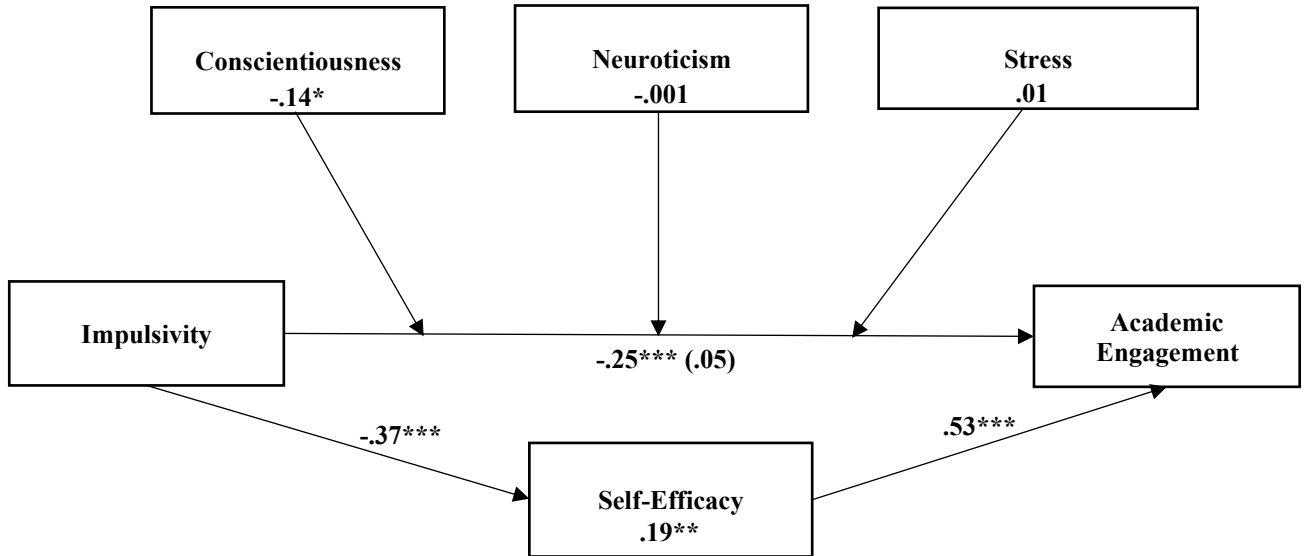 Conscientiousness
-.14*
Neuroticism
-.001
Stress
.01
Impulsivity
-.25*** (.05)
Academic
Engagement
-.37***
.53***
Self-Efficacy
.19**